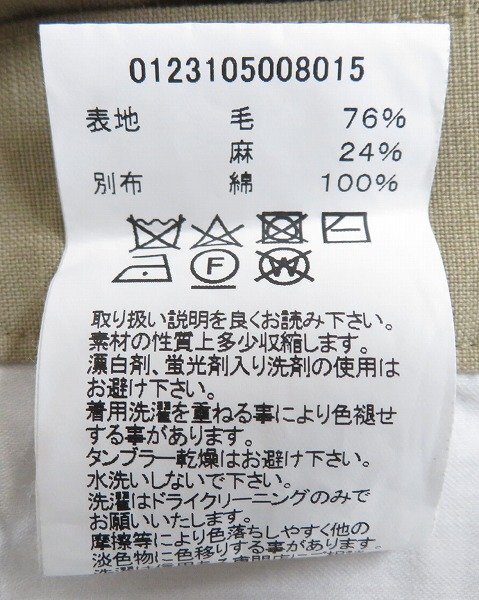 0123105008015
表地 毛 76%
麻 24%
別布 綿 100%
F W
取り扱い説明を良くお読み下さい。
素材の性質上多少収縮します。
漂白剤、蛍光剤入り洗剤の使用は
お避け下さい。
着用洗濯を重ねる事により色褪せ
する事があります。
タンブラー乾燥はお避け下さい。
水洗いしないで下さい。
洗濯はドライクリーニングのみで
お願いいたします。
摩擦等により色落ちしやすく他の
淡色物に色移りする事があります。